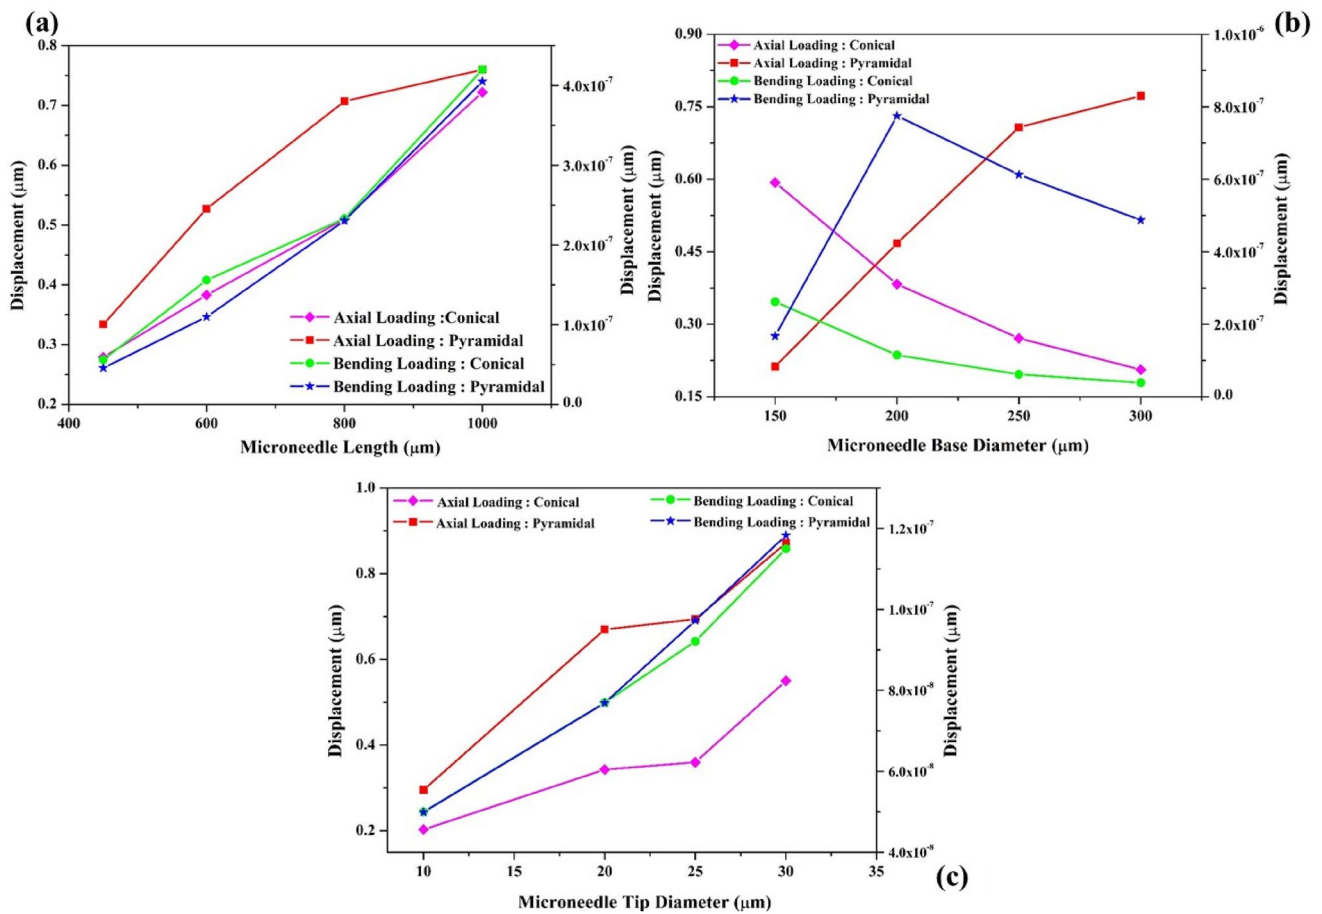 (a)
0.8
0.7
0.6
0.5
0.4
0.3
0.2
Displacement (μm)
4.0x10⁻⁷
3.0x10⁻⁷
2.0x10⁻⁷
1.0x10⁻⁷
0.0
Displacement (μm)
Axial Loading :Conical
Axial Loading : Pyramidal
Bending Loading : Conical
Bending Loading : Pyramidal
400 600 800 1000
Microneedle Length (μm)
(b)
0.90
0.75
0.60
0.45
0.30
0.15
Displacement (μm)
1.0x10⁻⁶
8.0x10⁻⁷
6.0x10⁻⁷
4.0x10⁻⁷
2.0x10⁻⁷
0.0
Displacement (μm)
Axial Loading : Conical
Axial Loading : Pyramidal
Bending Loading : Conical
Bending Loading : Pyramidal
150 200 250 300
Microneedle Base Diameter (μm)
1.0
0.8
0.6
0.4
0.2
Displacement (μm)
Axial Loading : Conical
Axial Loading : Pyramidal
Bending Loading : Conical
Bending Loading : Pyramidal
1.2x10⁻⁷
1.0x10⁻⁷
8.0x10⁻⁸
6.0x10⁻⁸
4.0x10⁻⁸
Displacement (μm)
10 15 20 25 30 35
Microneedle Tip Diameter (μm)
(c)